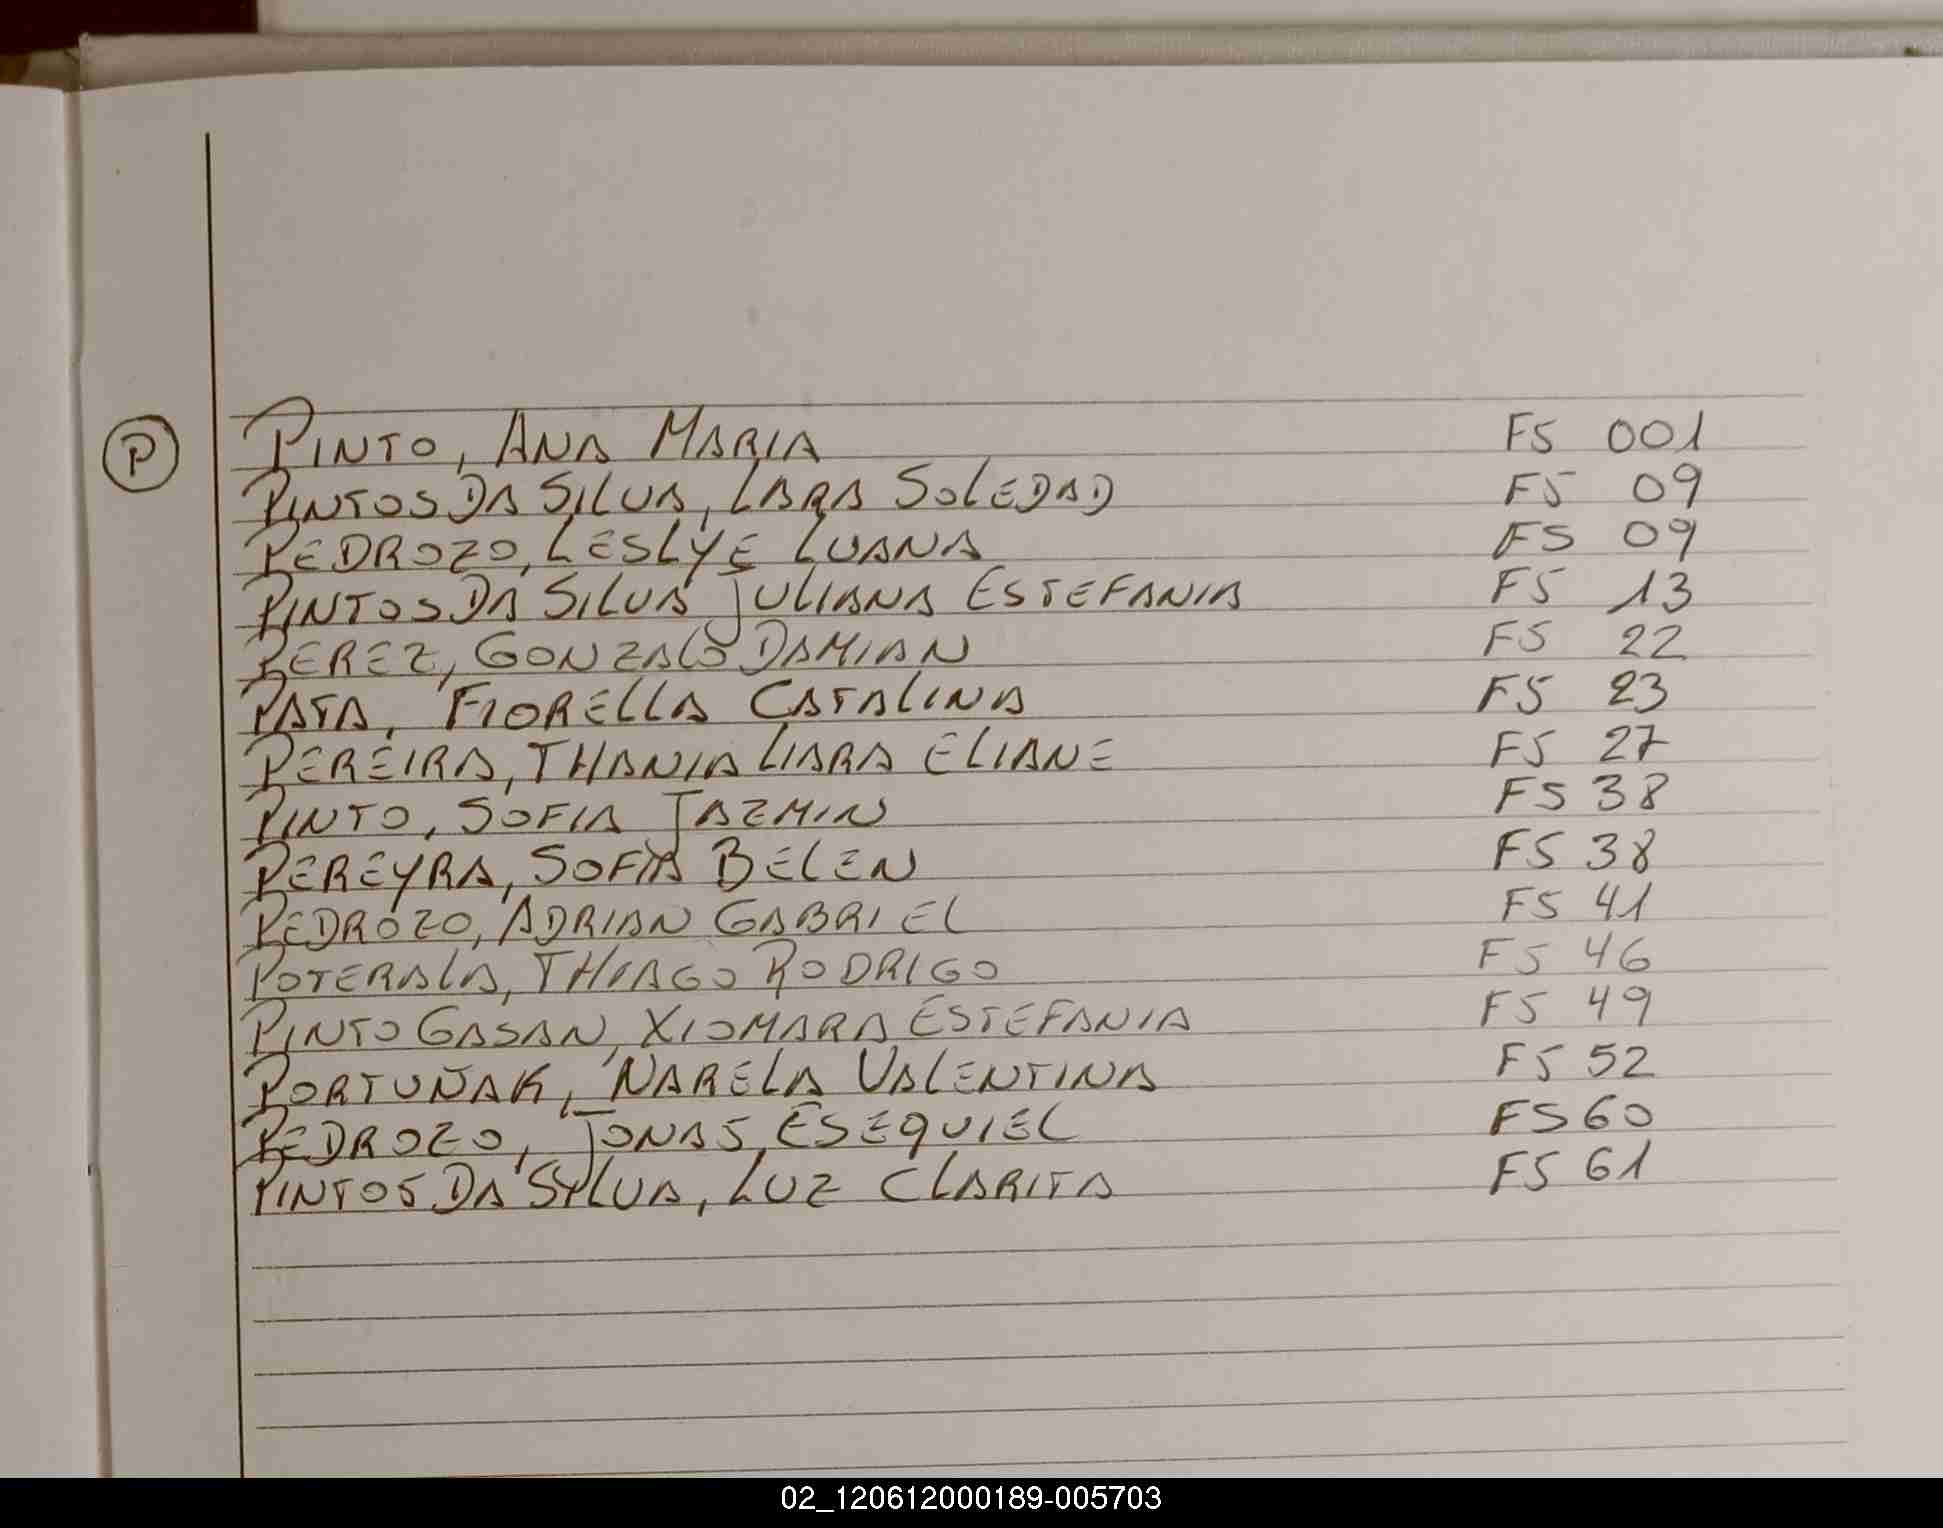 P
PINTO, ANA MARIA FS 001
PINTOS DA SILVA, LARA SOLEDAD FS 09
PEDROZO, LESLYE LUANA FS 09
PINTOS DA SILVA JULIANA ESTEFANIA FS 13
PEREZ, GONZALO DAMIAN FS 22
PATA, FIORELLA CATALINA FS 23
PEREIRA, THANIA LIARA ELIANE FS 27
PINTO, SOFIA JAZMIN FS 38
PEREYRA, SOFIA BELEN FS 38
PEDROZO, ADRIAN GABRIEL FS 41
POTERALA, THIAGO RODRIGO FS 46
PINTO GASAN, XIOMARA ESTEFANIA FS 49
PORTUÑAK, NARELA VALENTINA FS 52
PEDROZO, JONAS ESEQUIEL FS 60
PINTOS DA SYLVA, LUZ CLARITA FS 61
02_120612000189-005703